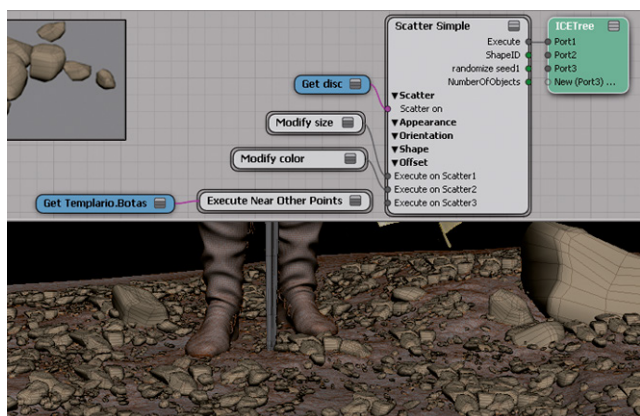 Scatter Simple
Execute
ShapeID
randomize seed1
NumberOfObjects
▼Scatter
Scatter on
▼Appearance
▼Orientation
▼Shape
▼Offset
Execute on Scatter1
Execute on Scatter2
Execute on Scatter3
ICETree
Port1
Port2
Port3
New (Port3) ...
Get disc
Modify size
Modify color
Get Templario.Botas
Execute Near Other Points